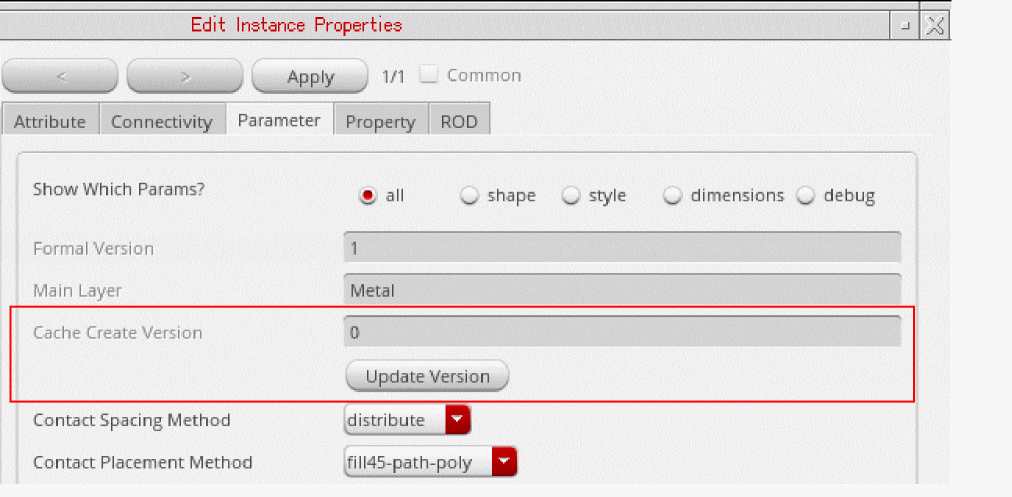 Edit Instance Properties
< > Apply 1/1 Common
Attribute Connectivity Parameter Property ROD
Show Which Params? all shape style dimensions debug
Formal Version 1
Main Layer Metal
Cache Create Version 0
Update Version
Contact Spacing Method distribute
Contact Placement Method fill45-path-poly